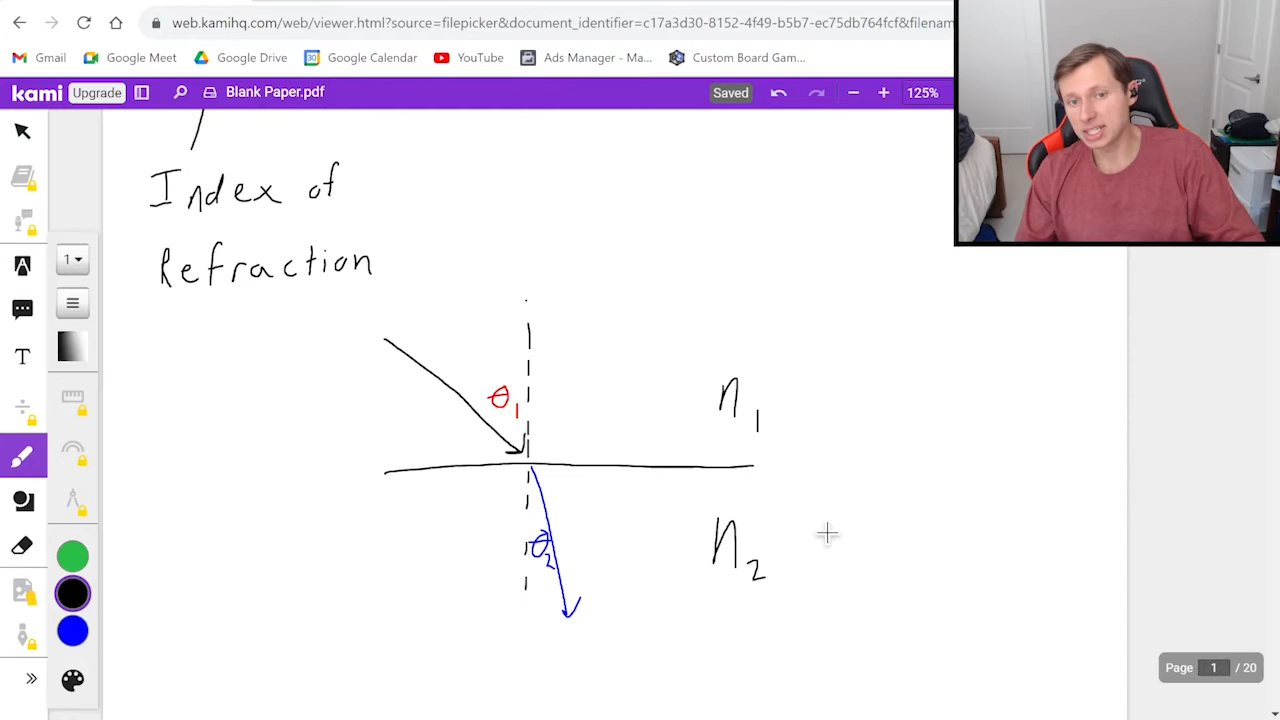 web.kamihq.com/web/viewer.html?source=filepicker&document_identifier=c17a3d30-8152-4f49-b5b7-ec75db764fcf&filenam
Gmail Google Meet Google Drive 30 Google Calendar YouTube Ads Manager - Ma... Custom Board Gam...
kami Upgrade Blank Paper.pdf Saved 125%
Index of
Refraction
1
T
θ1
n1
θ2
n2
Page 1 / 20